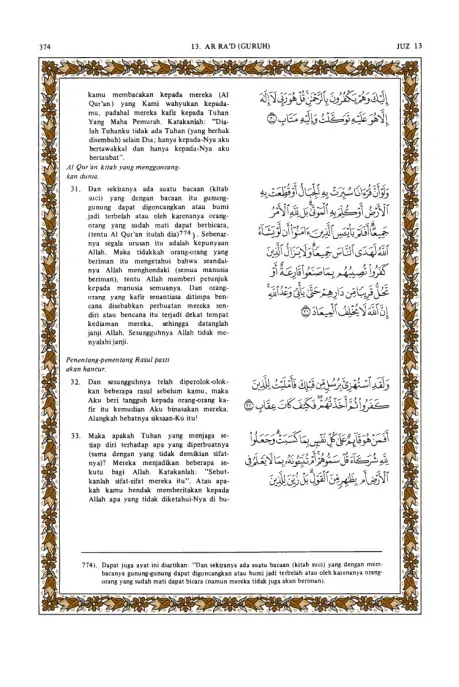 374
13. AR RA'D (GURUH)
JUZ 13
kamu membacakan kepada mereka (Al
Qur'an) yang Kami wahyukan kepada-
mu, padahal mereka kafir kepada Tuhan
Yang Maha Pemurah. Katakanlah: "Dia-
lah Tuhanku tidak ada Tuhan (yang berhak
disembah) selain Dia; hanya kepada-Nya aku
bertawakkal dan hanya kepada-Nya aku
bertaubat".
إِلَيْكَ وَهُمْ يَكْفُرُونَ بِالرَّحْمَٰنِ قُلْ هُوَ رَبِّي لَا إِلَٰهَ
إِلَّا هُوَ عَلَيْهِ تَوَكَّلْتُ وَإِلَيْهِ مَتَابِ ٣٠
Al Qur'an kitab yang menggoncang-
kan dunia.
31. Dan sekiranya ada suatu bacaan (kitab
suci) yang dengan bacaan itu gunung-
gunung dapat digoncangkan atau bumi
jadi terbelah atau oleh karenanya orang-
orang yang sudah mati dapat berbicara,
(tentu Al Qur'an itulah dia)774). Sebenar-
nya segala urusan itu adalah kepunyaan
Allah. Maka tidakkah orang-orang yang
beriman itu mengetahui bahwa seandai-
nya Allah menghendaki (semua manusia
beriman), tentu Allah memberi petunjuk
kepada manusia semuanya. Dan orang-
orang yang kafir senantiasa ditimpa ben-
cana disebabkan perbuatan mereka sen-
diri atau bencana itu terjadi dekat tempat
kediaman mereka, sehingga datanglah
janji Allah. Sesungguhnya Allah tidak me-
nyalahi janji.
وَلَوْ أَنَّ قُرْآنًا سُيِّرَتْ بِهِ الْجِبَالُ أَوْ قُطِّعَتْ بِهِ
الْأَرْضُ أَوْ كُلِّمَ بِهِ الْمَوْتَىٰ بَلْ لِلَّهِ الْأَمْرُ
جَمِيعًا أَفَلَمْ يَايْئَسِ الَّذِينَ ءَامَنُوا أَنْ لَوْ يَشَاءُ
اللَّهُ لَهَدَى النَّاسَ جَمِيعًا وَلَا يَزَالُ الَّذِينَ
كَفَرُوا تُصِيبُهُمْ بِمَا صَنَعُوا قَارِعَةٌ أَوْ
تَحُلُّ قَرِيبًا مِنْ دَارِهِمْ حَتَّىٰ يَأْتِيَ وَعْدُ اللَّهِ
إِنَّ اللَّهَ لَا يُخْلِفُ الْمِيعَادَ ٣١
Penentang-penentang Rasul pasti
akan hancur.
32. Dan sesungguhnya telah diperolok-olok-
kan beberapa rasul sebelum kamu, maka
Aku beri tangguh kepada orang-orang ka-
fir itu kemudian Aku binasakan mereka.
Alangkah hebatnya siksaan-Ku itu!
وَلَقَدِ اسْتُهْزِئَ بِرُسُلٍ مِنْ قَبْلِكَ فَأَمْلَيْتُ لِلَّذِينَ
كَفَرُوا ثُمَّ أَخَذْتُهُمْ فَكَيْفَ كَانَ عِقَابِ ٣٢
33. Maka apakah Tuhan yang menjaga se-
tiap diri terhadap apa yang diperbuatnya
(sama dengan yang tidak demikian sifat-
nya)? Mereka menjadikan beberapa se-
kutu bagi Allah. Katakanlah: "Sebut-
kanlah sifat-sifat mereka itu". Atau apa-
kah kamu hendak memberitakan kepada
Allah apa yang tidak diketahui-Nya di bu-
أَفَمَنْ هُوَ قَائِمٌ عَلَىٰ كُلِّ نَفْسٍ بِمَا كَسَبَتْ وَجَعَلُوا
لِلَّهِ شُرَكَاءَ قُلْ سَمُّوهُمْ أَمْ تُنَبِّئُونَهُ بِمَا لَا يَعْلَمُ فِي
الْأَرْضِ أَمْ بِظَاهِرٍ مِنَ الْقَوْلِ بَلْ زُيِّنَ لِلَّذِينَ
774). Dapat juga ayat ini diartikan: "Dan sekiranya ada suatu bacaan (kitab suci) yang dengan mem-
bacanya gunung-gunung dapat digoncangkan atau bumi jadi terbelah atau oleh karenanya orang-
orang yang sudah mati dapat bicara (namun mereka tidak juga akan beriman).